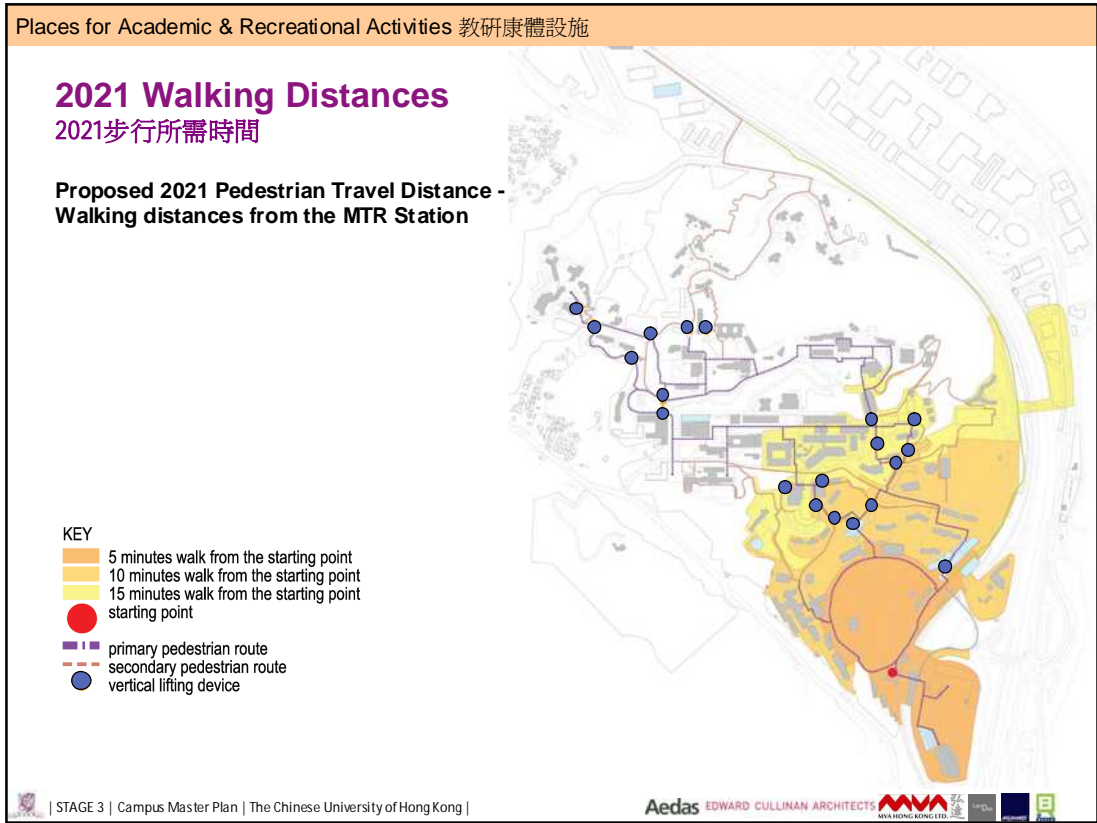 Places for Academic & Recreational Activities 教研康體設施
2021 Walking Distances
2021步行所需時間
Proposed 2021 Pedestrian Travel Distance -
Walking distances from the MTR Station
KEY
5 minutes walk from the starting point
10 minutes walk from the starting point
15 minutes walk from the starting point
starting point
primary pedestrian route
secondary pedestrian route
vertical lifting device
| STAGE 3 | Campus Master Plan | The Chinese University of Hong Kong |
Aedas EDWARD CULLINAN ARCHITECTS MVA 弘達
MVA HONG KONG LTD.